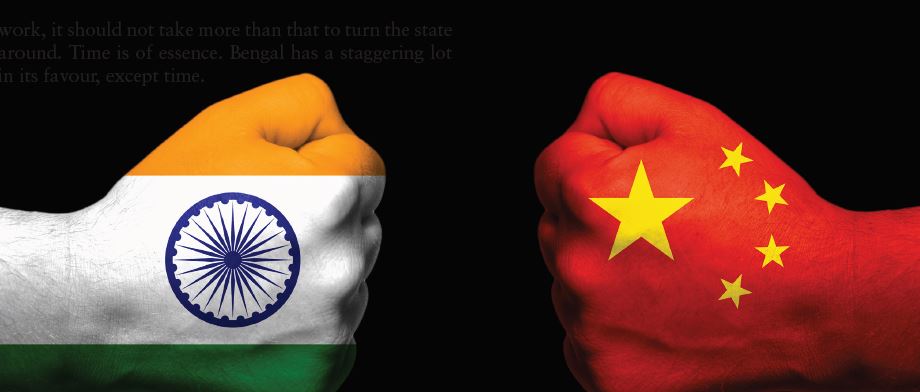 work, it should not take more than that to turn the state
around. Time is of essence. Bengal has a staggering lot
in its favour, except time.